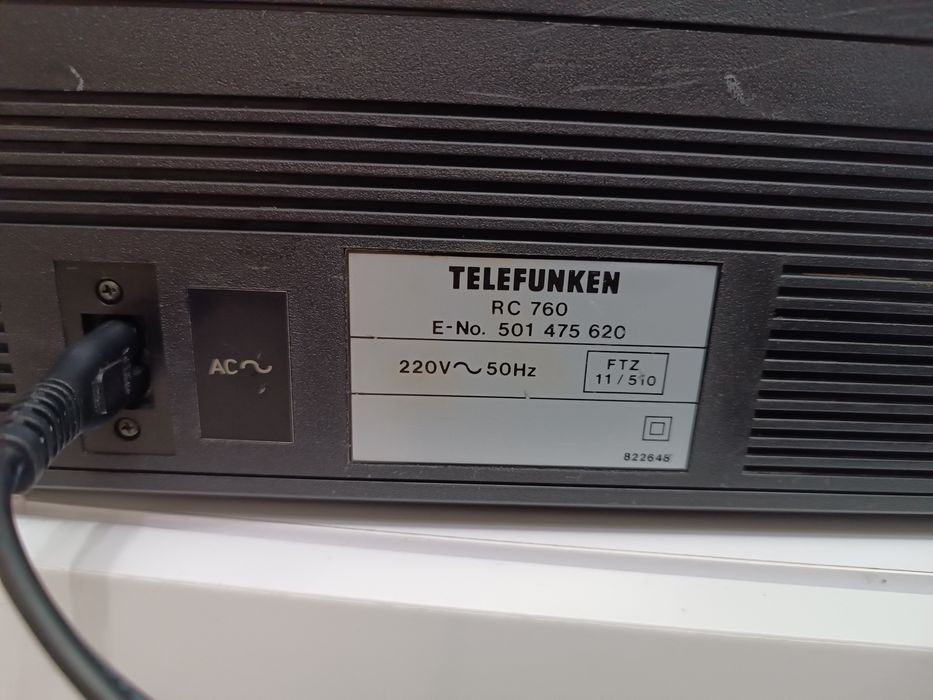 AC～
TELEFUNKEN
RC 760
E-No. 501 475 620
220V～50Hz
FTZ
11/510
822648